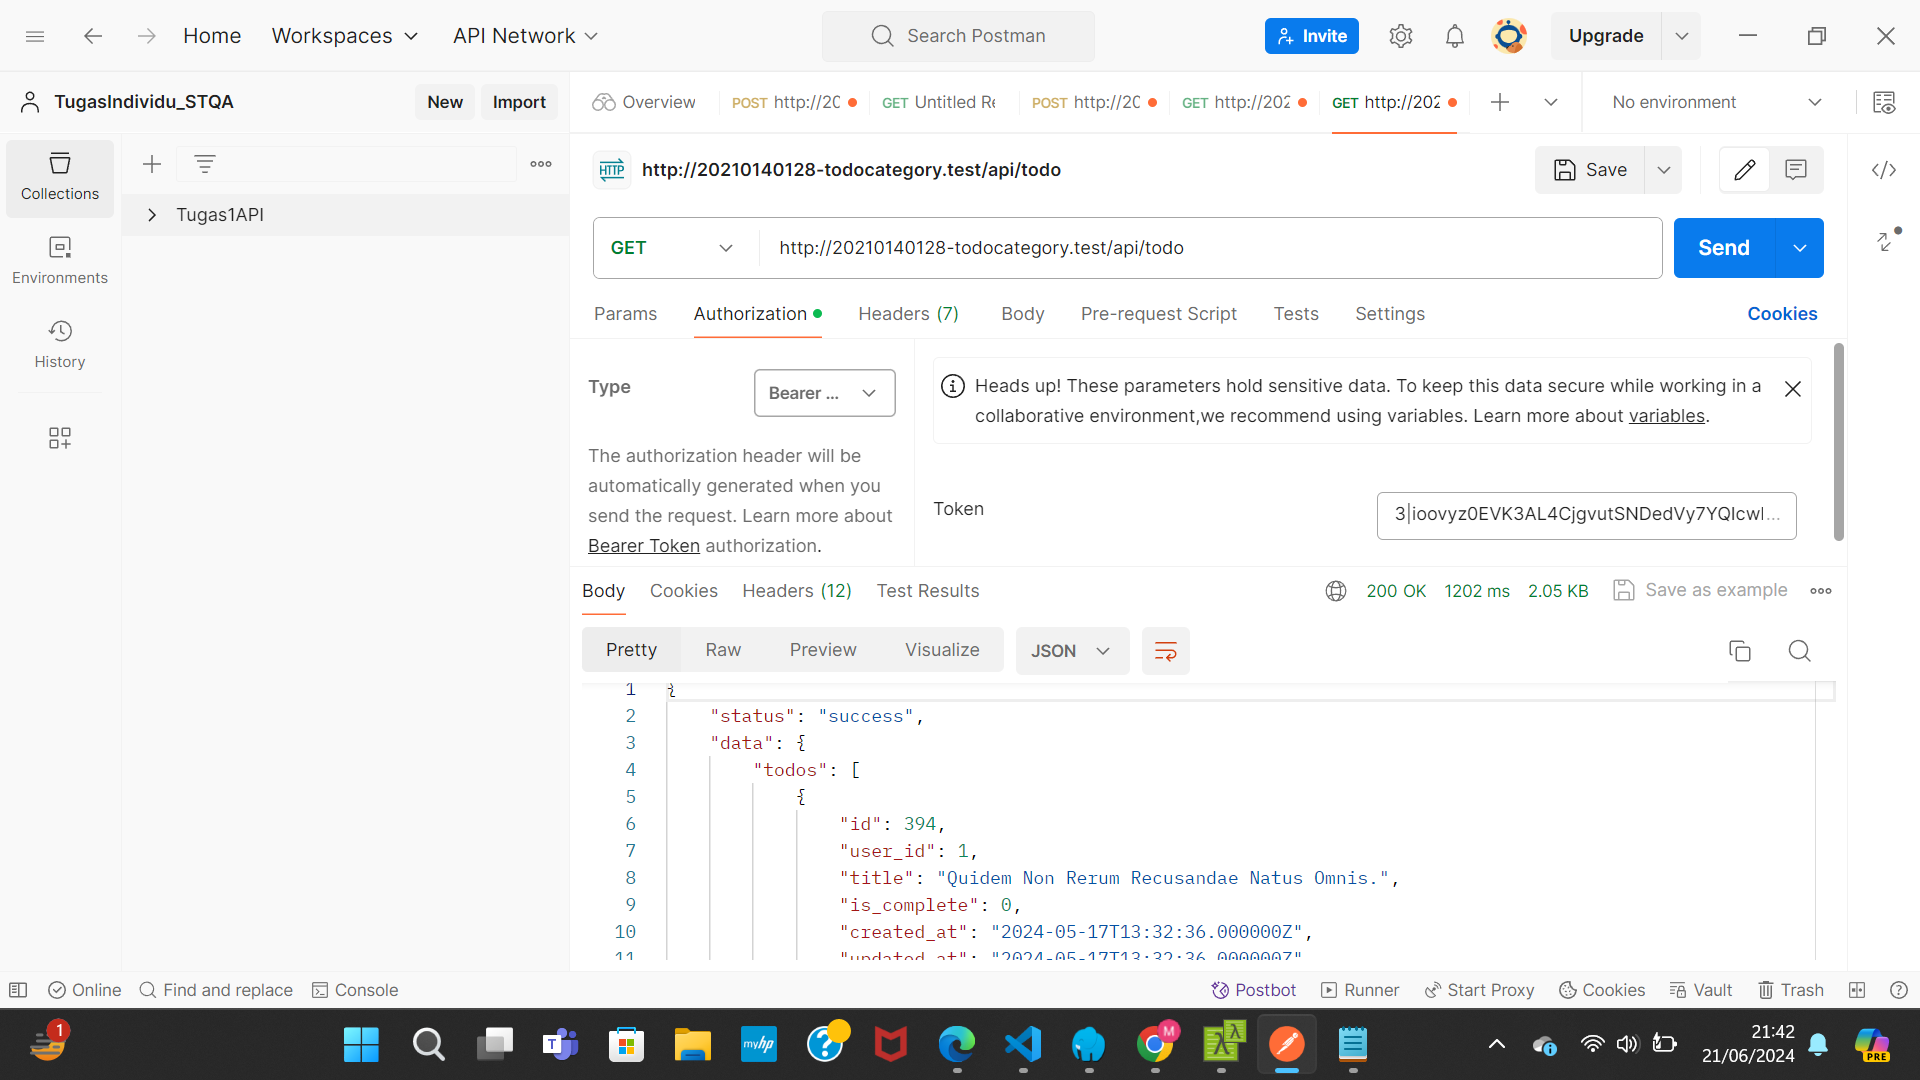 Home
Workspaces
API Network
Search Postman
Invite
Upgrade
TugasIndividu_STQA
New
Import
Overview
POST http://20
GET Untitled Re
POST http://20
GET http://202
GET http://202
No environment
Collections
Environments
History
Tugas1API
HTTP
http://20210140128-todocategory.test/api/todo
Save
GET
http://20210140128-todocategory.test/api/todo
Send
Params
Authorization
Headers (7)
Body
Pre-request Script
Tests
Settings
Cookies
Type
Bearer ...
The authorization header will be
automatically generated when you
send the request. Learn more about
Bearer Token authorization.
Heads up! These parameters hold sensitive data. To keep this data secure while working in a
collaborative environment,we recommend using variables. Learn more about variables.
Token
3|ioovyz0EVK3AL4CjgvutSNDedVy7YQIcwl...
Body
Cookies
Headers (12)
Test Results
200 OK
1202 ms
2.05 KB
Save as example
Pretty
Raw
Preview
Visualize
JSON
1 {
2 "status": "success",
3 "data": {
4 "todos": [
5 {
6 "id": 394,
7 "user_id": 1,
8 "title": "Quidem Non Rerum Recusandae Natus Omnis.",
9 "is_complete": 0,
10 "created_at": "2024-05-17T13:32:36.000000Z",
11 "updated_at": "2024-05-17T13:32:36.000000Z"
Online
Find and replace
Console
Postbot
Runner
Start Proxy
Cookies
Vault
Trash
1
T
myhp
M
PRE
21:42
21/06/2024